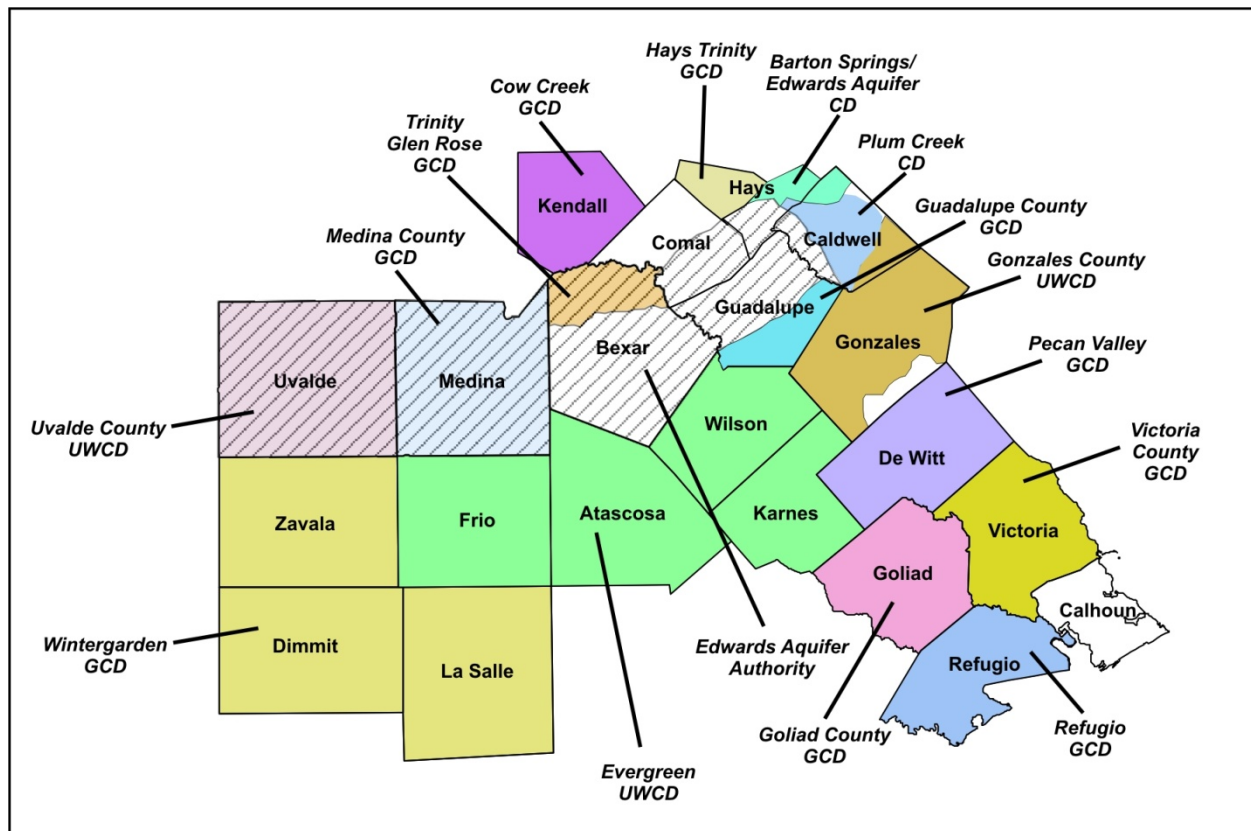 Hays Trinity
GCD
Barton Springs/
Edwards Aquifer
CD
Cow Creek
GCD
Trinity
Glen Rose
GCD
Plum Creek
CD
Hays
Kendall
Guadalupe County
GCD
Medina County
GCD
Comal
Caldwell
Gonzales County
UWCD
Guadalupe
Bexar
Gonzales
Pecan Valley
GCD
Uvalde
Medina
Uvalde County
UWCD
Wilson
De Witt
Victoria
County
GCD
Zavala
Frio
Atascosa
Karnes
Victoria
Goliad
Calhoun
Wintergarden
GCD
Dimmit
La Salle
Edwards Aquifer
Authority
Refugio
Goliad County
GCD
Refugio
GCD
Evergreen
UWCD